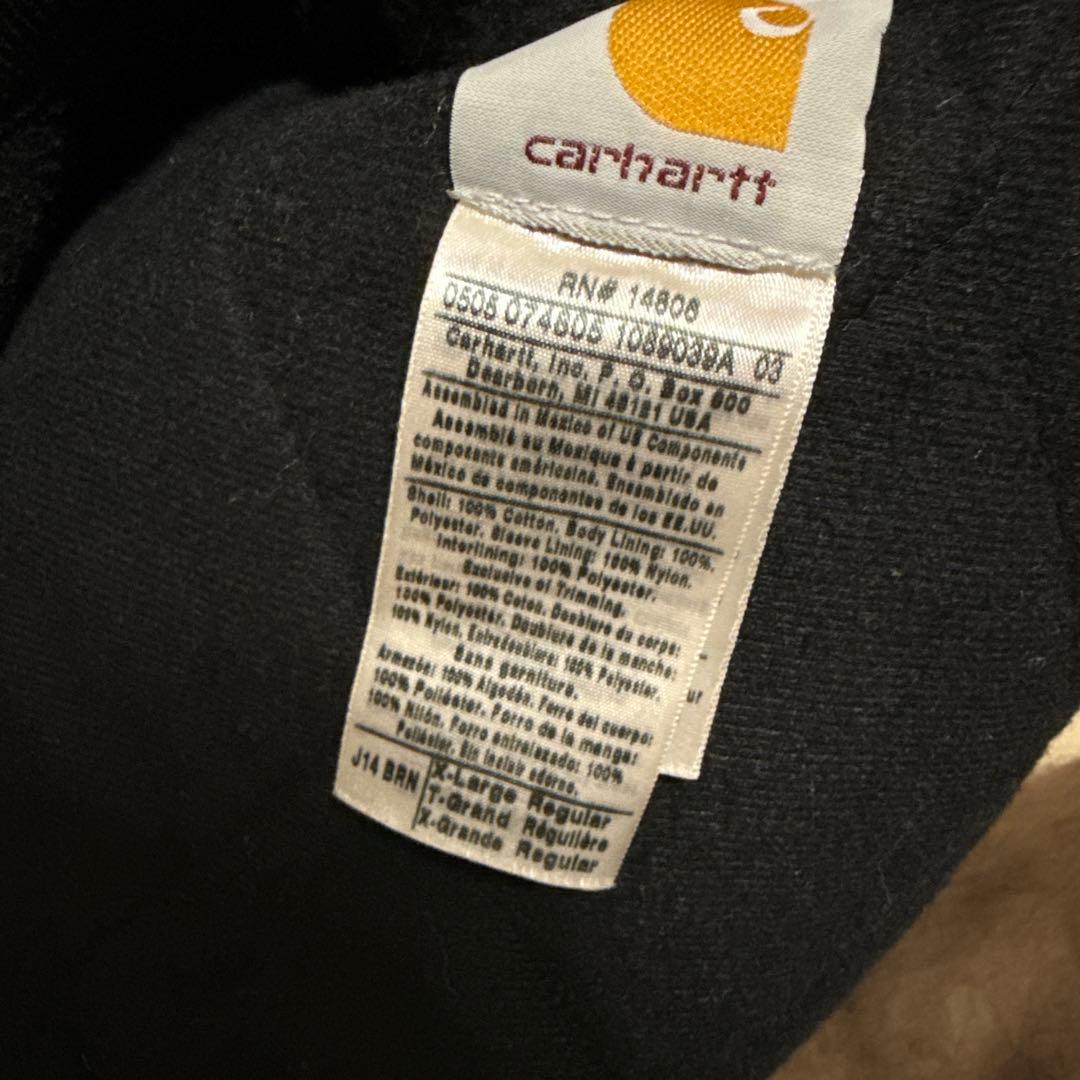 carhartt
RN# 14806
0505 074605 1089039A 03
Carhartt, Inc. P. O. Box 600
Dearborn, MI 48121 USA
Assembled in Mexico of US Components
Assemblé au Mexique à partir de
composants américains. Ensamblado en
México de componentes de los EE.UU.
Shell: 100% Cotton. Body Lining: 100%
Polyester. Sleeve Lining: 100% Nylon.
Interlining: 100% Polyester.
Exclusive of Trimming.
Extérieur: 100% Coton. Doublure du corps:
100% Polyester. Doublure de la manche:
100% Nylon. Entredoublure: 100% Polyester.
Sans garniture.
100% Algodón. Forro del cuerpo:
100% Poliéster. Forro de la manga:
100% Nilón. Forro entrelazado: 100%
Poliéster. Sin incluir adornos.
J14 BRN
X-Large Regular
T-Grand Régulière
X-Grande Regular
ur